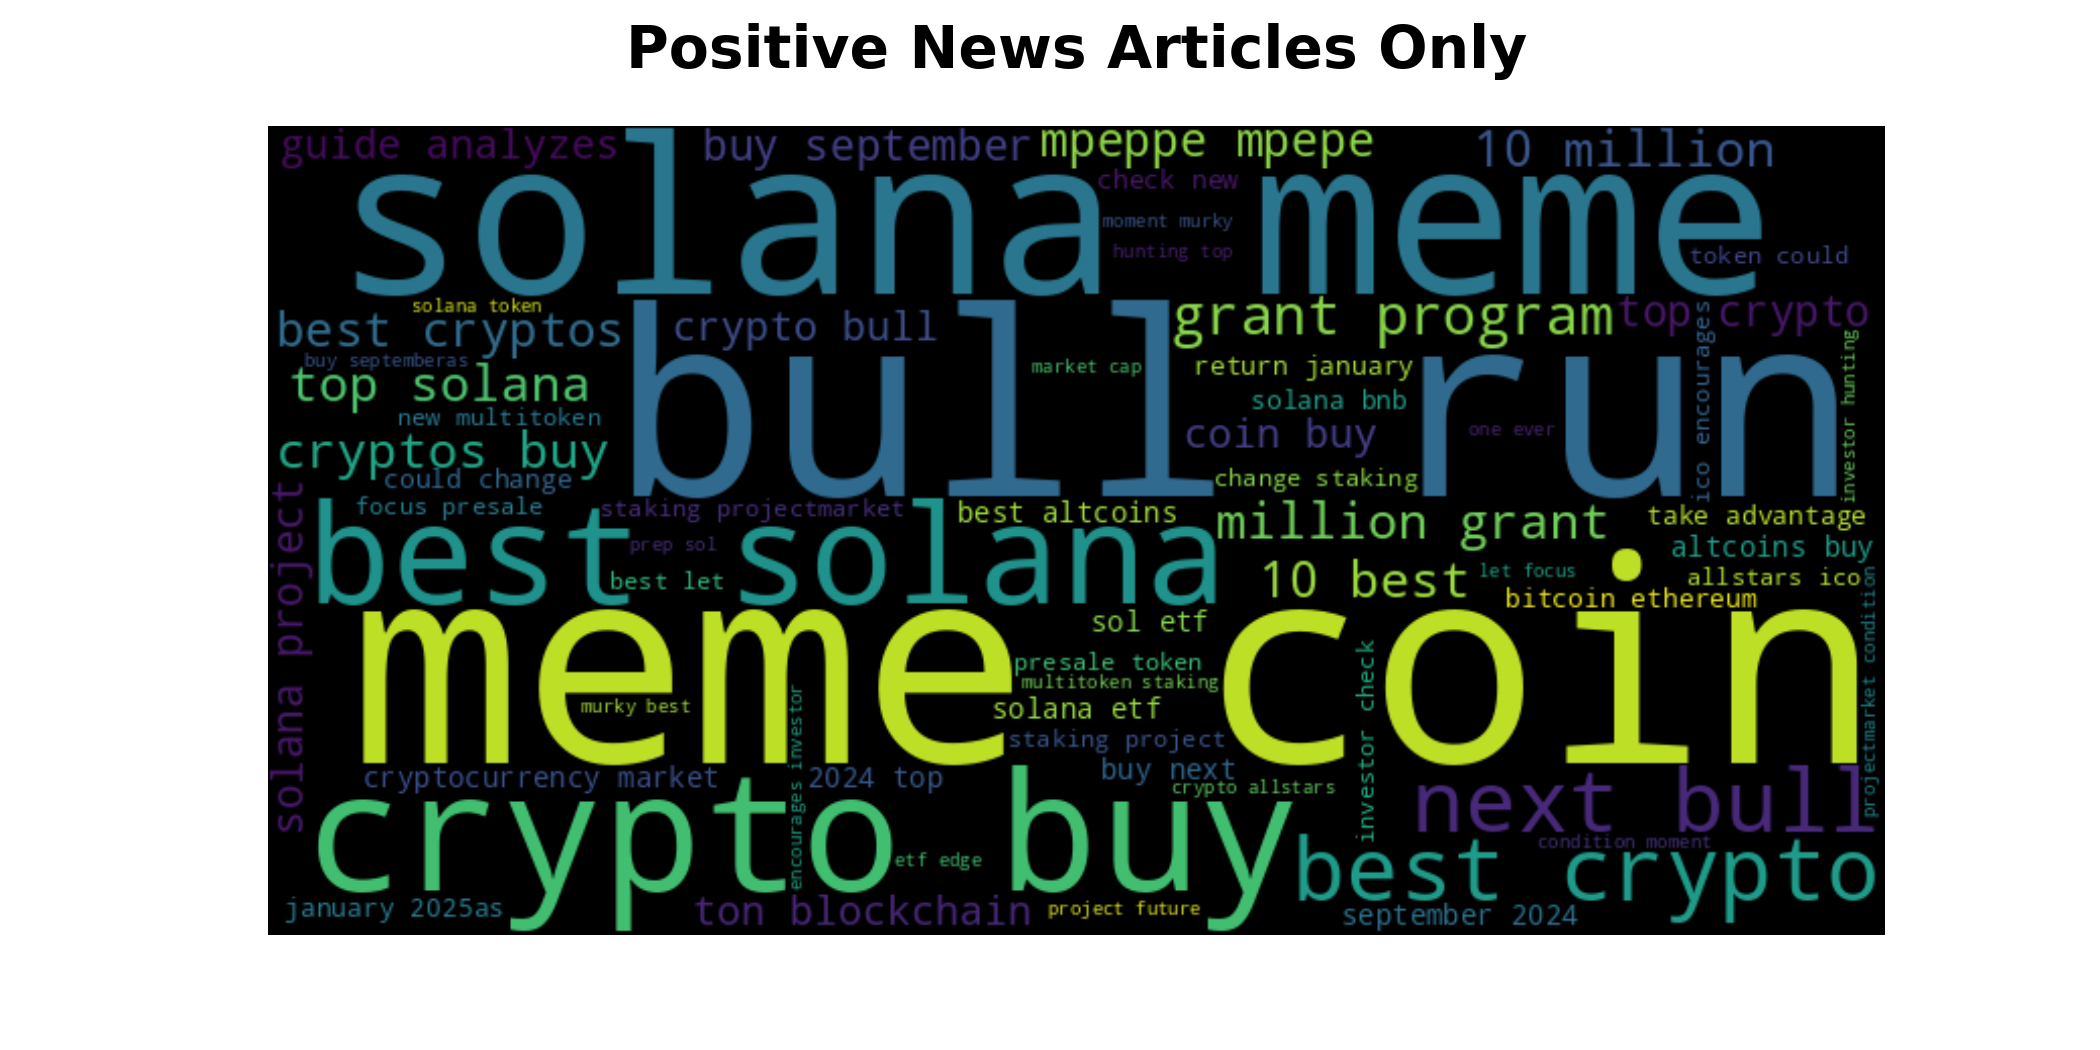 Positive News Articles Only
guide analyzes
buy september
mpeppe mpepe
10 million
solana meme
check new
moment murky
hunting top
token could
solana token
best cryptos
crypto bull
grant program
top crypto
buy septemberas
top solana
market cap
return january
bull run
new multitoken
solana bnb
cryptos buy
coin buy
one ever
ico encourages
investor hunting
could change
change staking
focus presale
staking projectmarket
best altcoins
million grant
take advantage
solana project
best solana
prep sol
altcoins buy
best let
10 best
let focus
allstars ico
bitcoin ethereum
sol etf
meme coin
presale token
multitoken staking
murky best
solana etf
staking project
investor check
projectmarket condition
encourages investor
cryptocurrency market
2024 top
buy next
crypto allstars
next bull
crypto buy
condition moment
etf edge
best crypto
january 2025as
ton blockchain
project future
september 2024